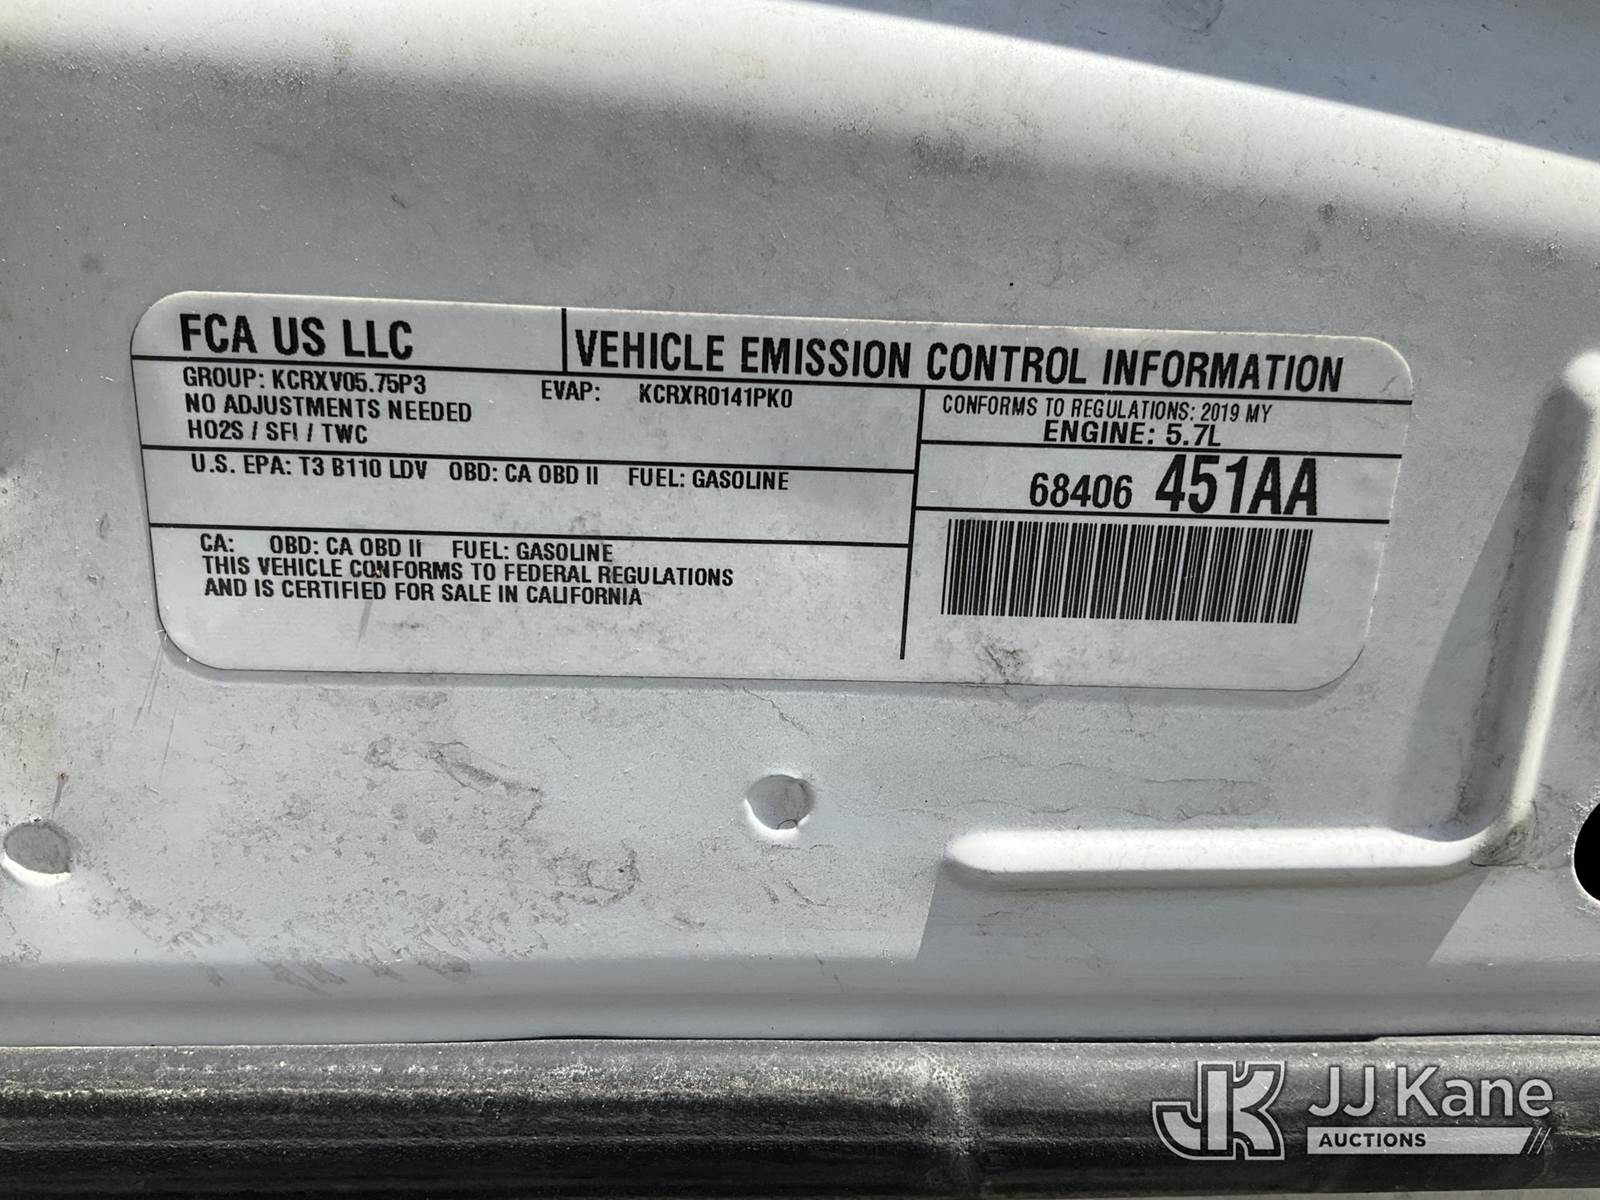 FCA US LLC
VEHICLE EMISSION CONTROL INFORMATION
GROUP: KCRXV05.75P3
EVAP: KCRXR0141PK0
NO ADJUSTMENTS NEEDED
HO2S / SFI / TWC
U.S. EPA: T3 B110 LDV OBD: CA OBD II FUEL: GASOLINE
CA: OBD: CA OBD II FUEL: GASOLINE
THIS VEHICLE CONFORMS TO FEDERAL REGULATIONS
AND IS CERTIFIED FOR SALE IN CALIFORNIA
CONFORMS TO REGULATIONS: 2019 MY
ENGINE: 5.7L
68406 451AA
JK JJ Kane
AUCTIONS